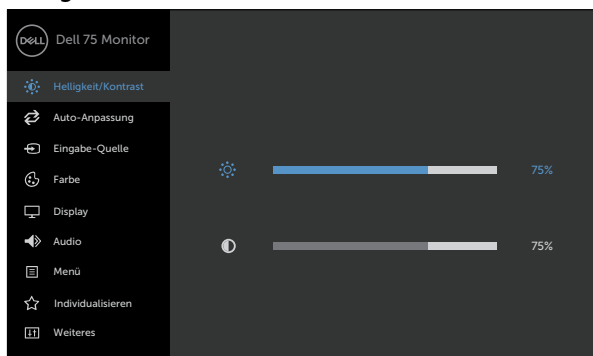 DELL
Dell 75 Monitor
Helligkeit/Kontrast
Auto-Anpassung
Eingabe-Quelle
Farbe
Display
Audio
Menü
Individualisieren
Weiteres
75%
75%